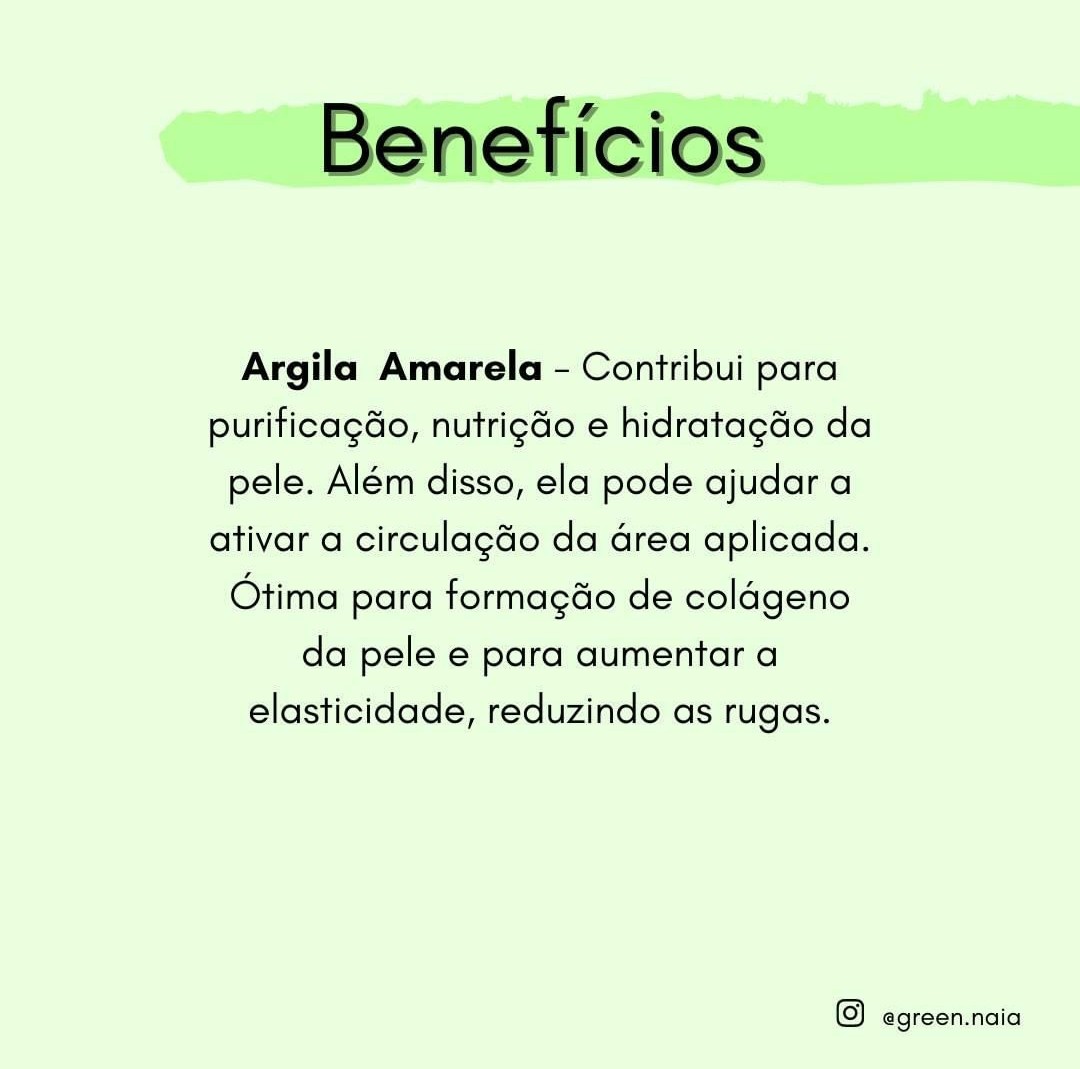 Benefícios
Argila Amarela – Contribui para
purificação, nutrição e hidratação da
pele. Além disso, ela pode ajudar a
ativar a circulação da área aplicada.
Ótima para formação de colágeno
da pele e para aumentar a
elasticidade, reduzindo as rugas.
@green.naia